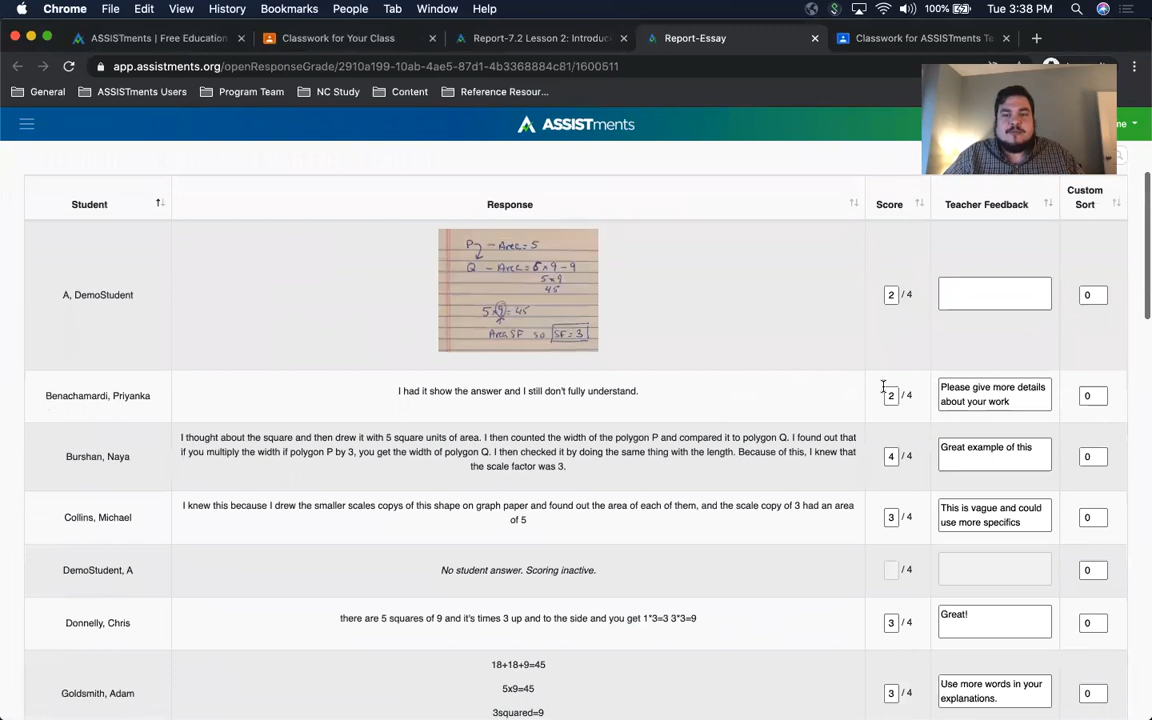 Chrome File Edit View History Bookmarks People Tab Window Help 100% Tue 3:38 PM
ASSISTments | Free Education Classwork for Your Class Report-7.2 Lesson 2: Introduc Report-Essay Classwork for ASSISTments Te
app.assistments.org/openResponseGrade/2910a199-10ab-4ae5-87d1-4b3368884c81/1600511
General ASSISTments Users Program Team NC Study Content Reference Resour...
ASSISTments
Student Response Score Teacher Feedback Custom Sort
A, DemoStudent
P - Area = 5
Q - Area = 5x9 - 9
5x9
45
5x9 = 45
Area SF so SF = 3
2 / 4 0
Benachamardi, Priyanka
I had it show the answer and I still don't fully understand.
2 / 4
Please give more details
about your work
0
Burshan, Naya
I thought about the square and then drew it with 5 square units of area. I then counted the width of the polygon P and compared it to polygon Q. I found out that
if you multiply the width if polygon P by 3, you get the width of polygon Q. I then checked it by doing the same thing with the length. Because of this, I knew that
the scale factor was 3.
4 / 4
Great example of this
0
Collins, Michael
I knew this because I drew the smaller scales copys of this shape on graph paper and found out the area of each of them, and the scale copy of 3 had an area
of 5
3 / 4
This is vague and could
use more specifics
0
DemoStudent, A
No student answer. Scoring inactive.
/ 4
0
Donnelly, Chris
there are 5 squares of 9 and it's times 3 up and to the side and you get 1*3=3 3*3=9
3 / 4
Great!
0
Goldsmith, Adam
18+18+9=45
5x9=45
3squared=9
3 / 4
Use more words in your
explanations.
0